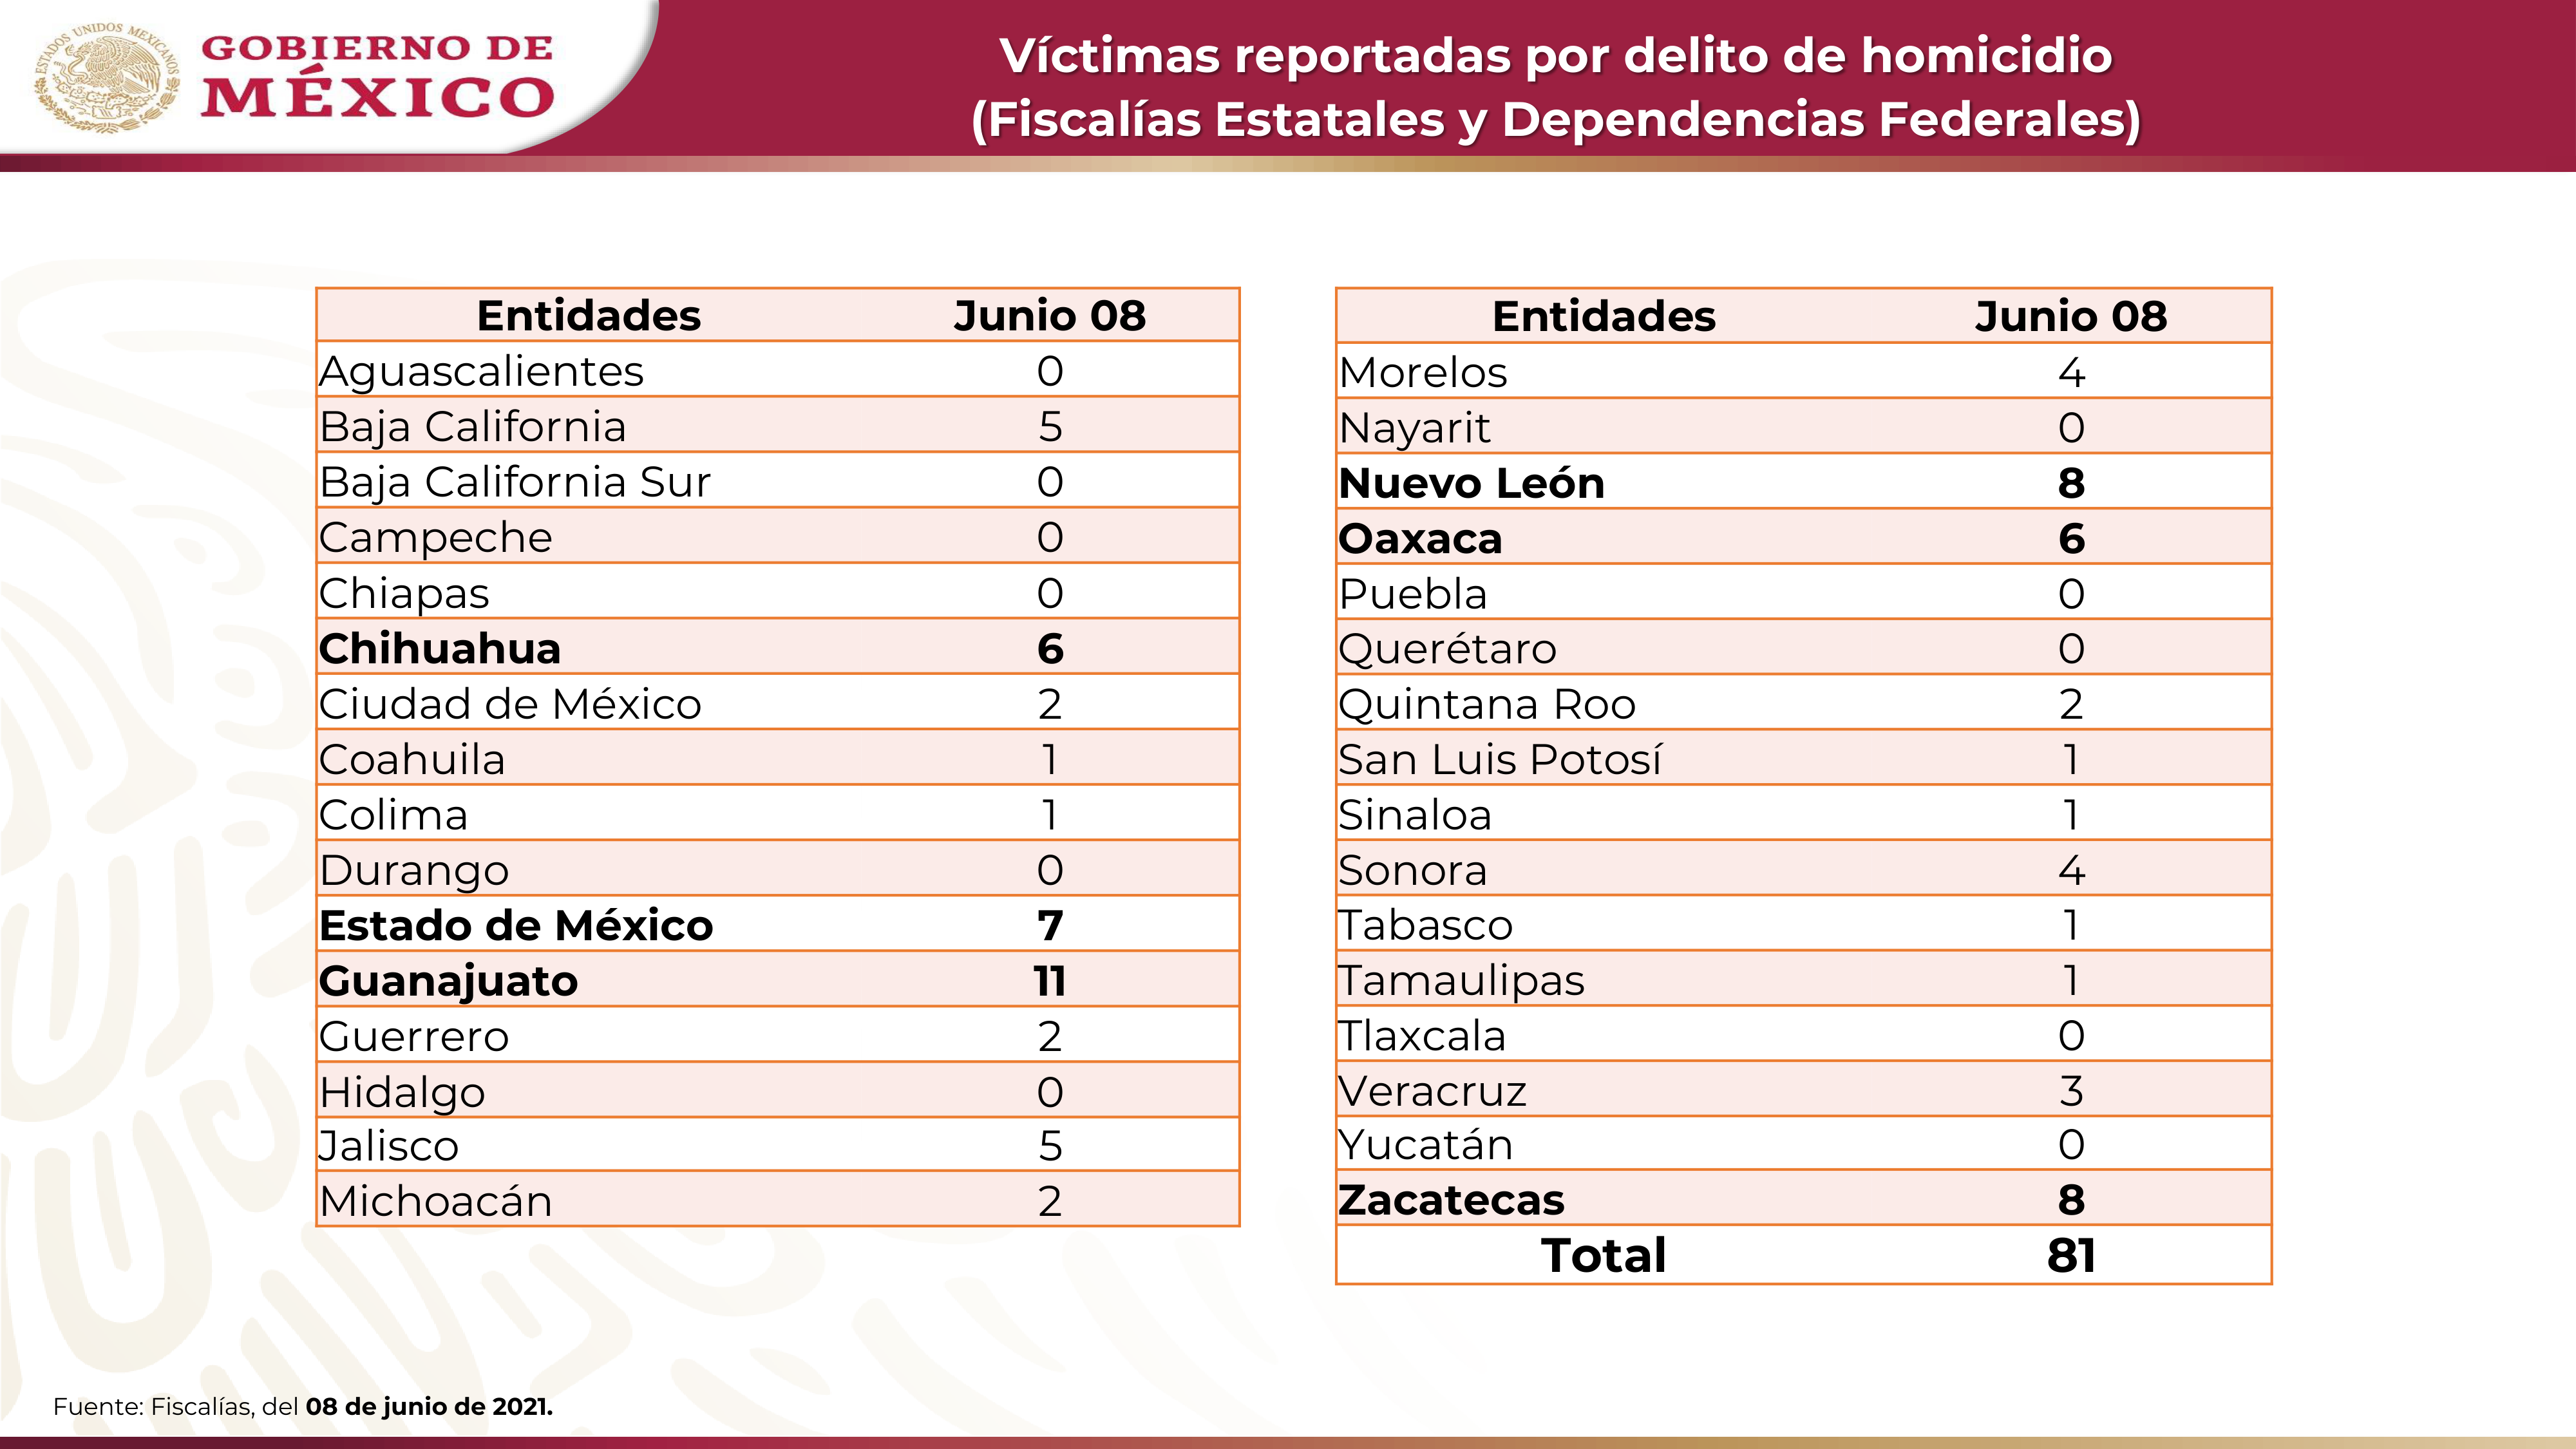 ESTADOS UNIDOS MEXICANOS
GOBIERNO DE
MÉXICO
Víctimas reportadas por delito de homicidio
(Fiscalías Estatales y Dependencias Federales)
Entidades Junio 08
Aguascalientes 0
Baja California 5
Baja California Sur 0
Campeche 0
Chiapas 0
Chihuahua 6
Ciudad de México 2
Coahuila 1
Colima 1
Durango 0
Estado de México 7
Guanajuato 11
Guerrero 2
Hidalgo 0
Jalisco 5
Michoacán 2
Entidades Junio 08
Morelos 4
Nayarit 0
Nuevo León 8
Oaxaca 6
Puebla 0
Querétaro 0
Quintana Roo 2
San Luis Potosí 1
Sinaloa 1
Sonora 4
Tabasco 1
Tamaulipas 1
Tlaxcala 0
Veracruz 3
Yucatán 0
Zacatecas 8
Total 81
Fuente: Fiscalías, del 08 de junio de 2021.